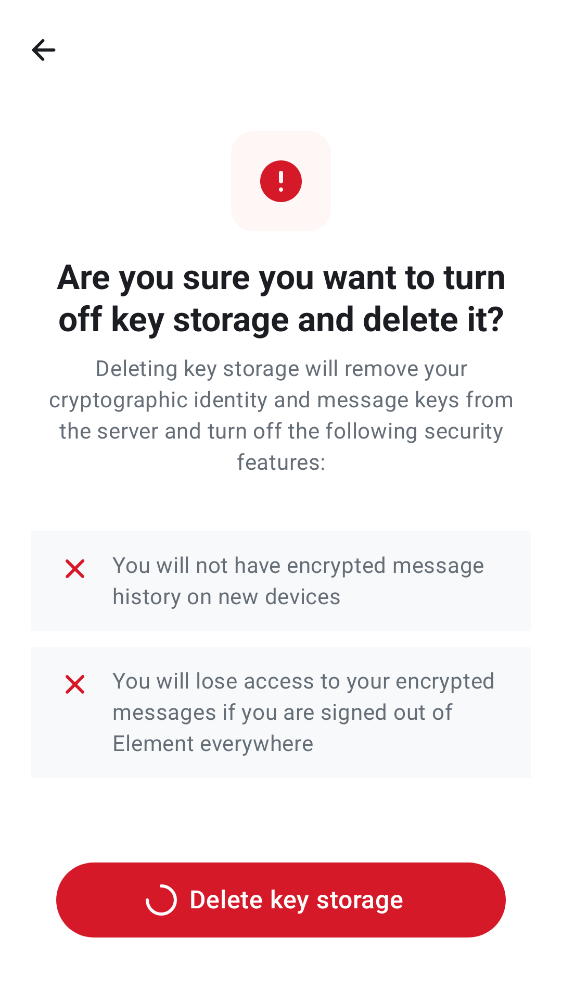 Are you sure you want to turn
off key storage and delete it?
Deleting key storage will remove your
cryptographic identity and message keys from
the server and turn off the following security
features:
You will not have encrypted message
history on new devices
You will lose access to your encrypted
messages if you are signed out of
Element everywhere
Delete key storage